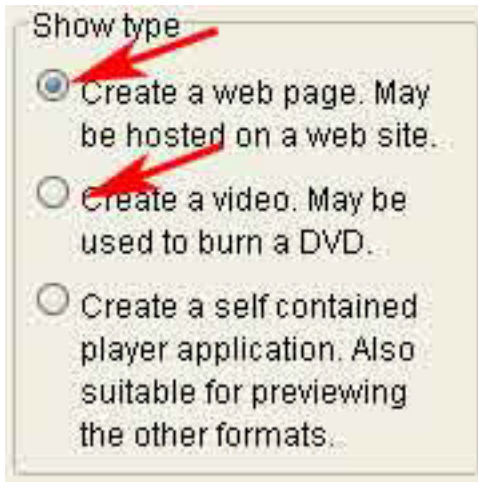 Show type
Create a web page. May
be hosted on a web site.
Create a video. May be
used to burn a DVD.
Create a self contained
player application. Also
suitable for previewing
the other formats.